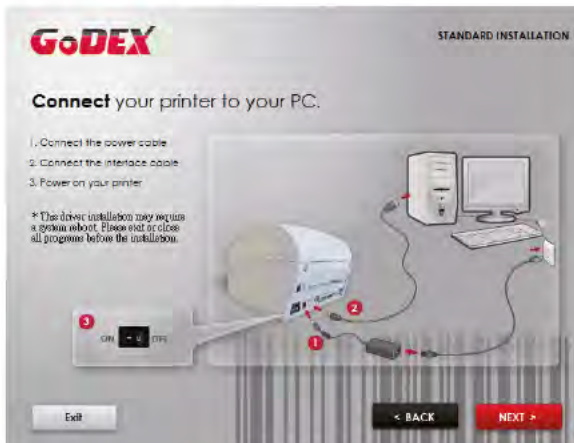 GoDEX
STANDARD INSTALLATION
Connect your printer to your PC.
1. Connect the power cable
2. Connect the interface cable
3. Power on your printer
* This driver installation may require
a system reboot. Please exit or close
all programs before the installation.
3
ON
OFF
2
1
Exit
< BACK
NEXT >